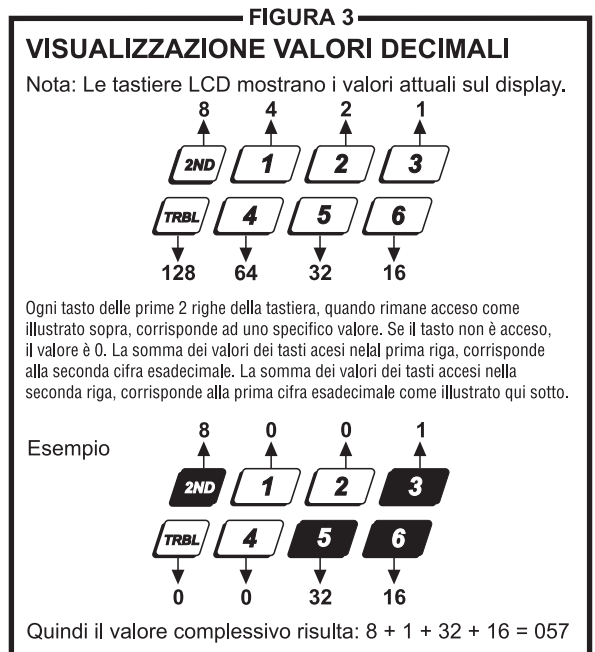 FIGURA 3
VISUALIZZAZIONE VALORI DECIMALI
Nota: Le tastiere LCD mostrano i valori attuali sul display.
8 4 2 1
2ND 1 2 3
TRBL 4 5 6
128 64 32 16
Ogni tasto delle prime 2 righe della tastiera, quando rimane acceso come
illustrato sopra, corrisponde ad uno specifico valore. Se il tasto non è acceso,
il valore è 0. La somma dei valori dei tasti acesi nelal prima riga, corrisponde
alla seconda cifra esadecimale. La somma dei valori dei tasti accesi nella
seconda riga, corrisponde alla prima cifra esadecimale come illustrato qui sotto.
8 0 0 1
Esempio
2ND 1 2 3
TRBL 4 5 6
0 0 32 16
Quindi il valore complessivo risulta: 8 + 1 + 32 + 16 = 057